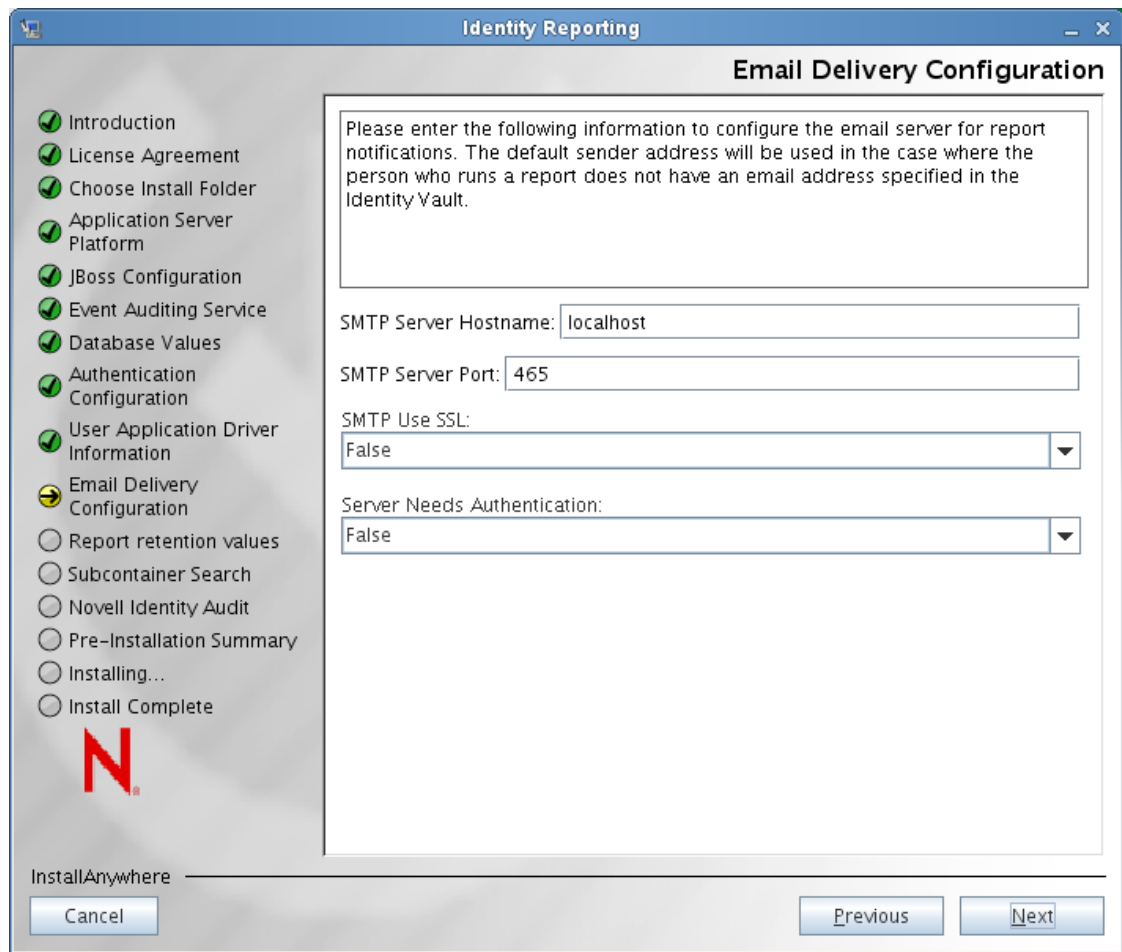 Identity Reporting
Email Delivery Configuration
Introduction
License Agreement
Choose Install Folder
Application Server
Platform
JBoss Configuration
Event Auditing Service
Database Values
Authentication
Configuration
User Application Driver
Information
Email Delivery
Configuration
Report retention values
Subcontainer Search
Novell Identity Audit
Pre-Installation Summary
Installing...
Install Complete
N®
Please enter the following information to configure the email server for report
notifications. The default sender address will be used in the case where the
person who runs a report does not have an email address specified in the
Identity Vault.
SMTP Server Hostname: localhost
SMTP Server Port: 465
SMTP Use SSL:
False
Server Needs Authentication:
False
InstallAnywhere
Cancel
Previous
Next